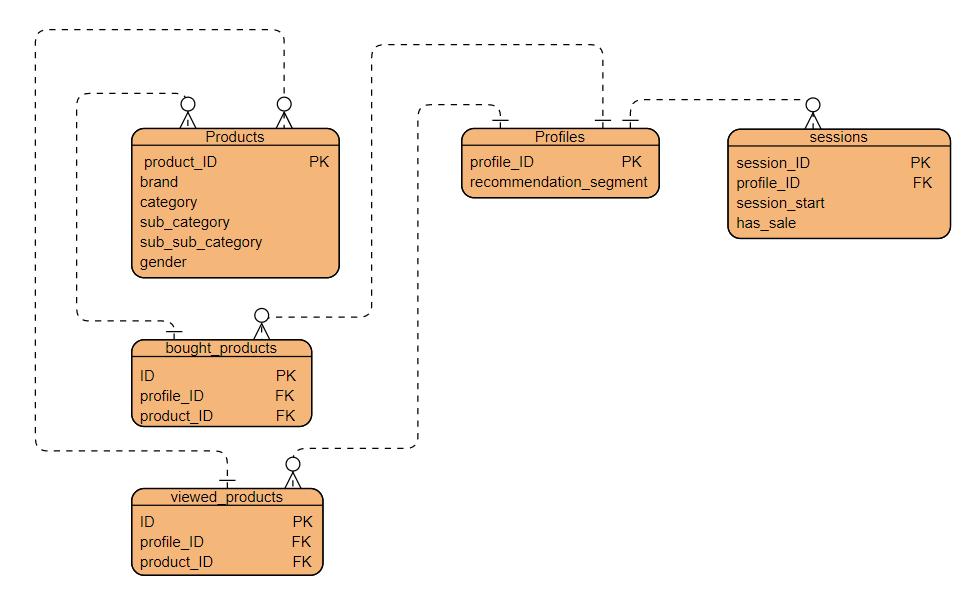 Products
product_ID PK
brand
category
sub_category
sub_sub_category
gender
Profiles
profile_ID PK
recommendation_segment
sessions
session_ID PK
profile_ID FK
session_start
has_sale
bought_products
ID PK
profile_ID FK
product_ID FK
viewed_products
ID PK
profile_ID FK
product_ID FK